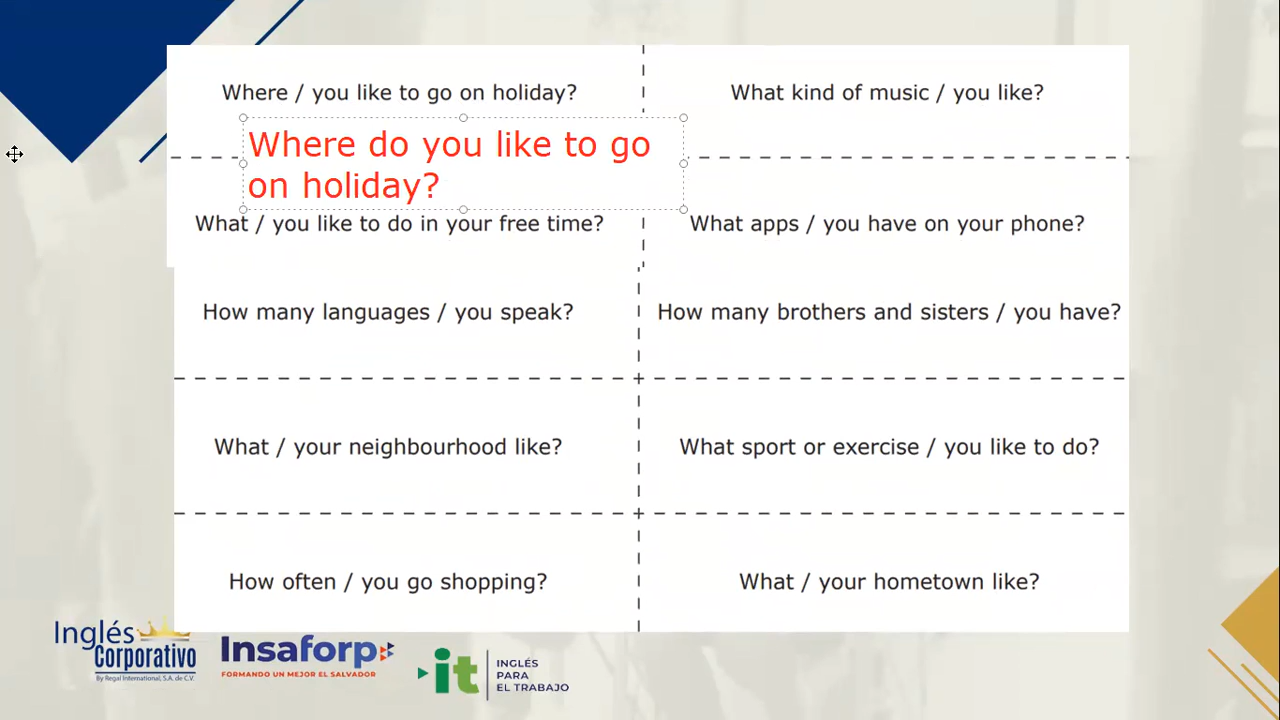 Where / you like to go on holiday?
What kind of music / you like?
Where do you like to go
on holiday?
What / you like to do in your free time?
What apps / you have on your phone?
How many languages / you speak?
How many brothers and sisters / you have?
What / your neighbourhood like?
What sport or exercise / you like to do?
How often / you go shopping?
What / your hometown like?
Inglés
Corporativo
By Regal International, S.A. de C.V.
Insaforp
FORMANDO UN MEJOR EL SALVADOR
it
INGLÉS
PARA
EL TRABAJO